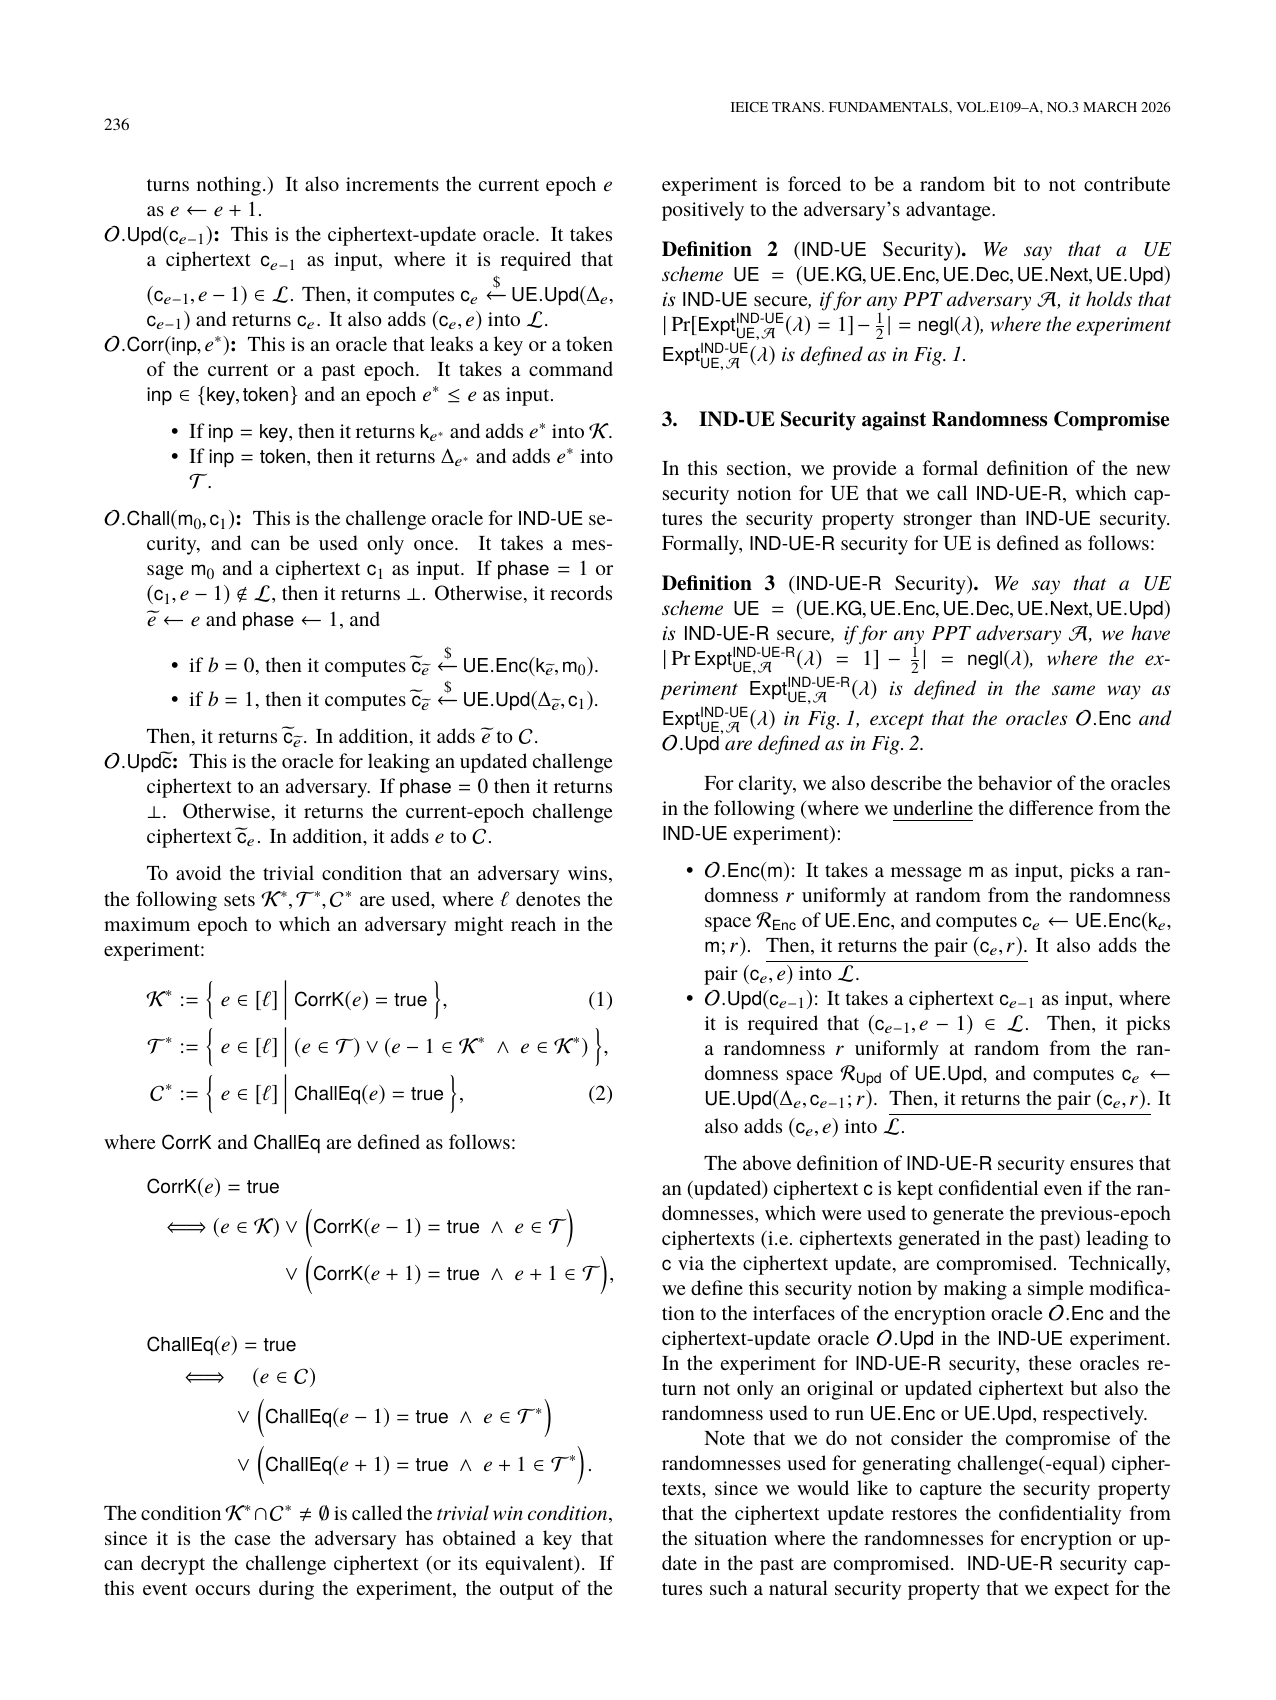 IEICE TRANS. FUNDAMENTALS, VOL.E109–A, NO.3 MARCH 2026
236
turns nothing.) It also increments the current epoch e
as e ← e + 1.
O.Upd(c_{e−1}): This is the ciphertext-update oracle. It takes
a ciphertext c_{e−1} as input, where it is required that
(c_{e−1}, e − 1) ∈ L. Then, it computes c_e ←$ UE.Upd(Δ_e,
c_{e−1}) and returns c_e. It also adds (c_e, e) into L.
O.Corr(inp, e*): This is an oracle that leaks a key or a token
of the current or a past epoch. It takes a command
inp ∈ {key, token} and an epoch e* ≤ e as input.
• If inp = key, then it returns k_{e*} and adds e* into K.
• If inp = token, then it returns Δ_{e*} and adds e* into
T.
O.Chall(m₀, c₁): This is the challenge oracle for IND-UE se-
curity, and can be used only once. It takes a mes-
sage m₀ and a ciphertext c₁ as input. If phase = 1 or
(c₁, e − 1) ∉ L, then it returns ⊥. Otherwise, it records
ẽ ← e and phase ← 1, and
• if b = 0, then it computes c̃_ẽ ←$ UE.Enc(k_ẽ, m₀).
• if b = 1, then it computes c̃_ẽ ←$ UE.Upd(Δ_ẽ, c₁).
Then, it returns c̃_ẽ. In addition, it adds ẽ to C.
O.Updc̃: This is the oracle for leaking an updated challenge
ciphertext to an adversary. If phase = 0 then it returns
⊥. Otherwise, it returns the current-epoch challenge
ciphertext c̃_e. In addition, it adds e to C.
To avoid the trivial condition that an adversary wins,
the following sets K*, T*, C* are used, where ℓ denotes the
maximum epoch to which an adversary might reach in the
experiment:
K* := { e ∈ [ℓ] | CorrK(e) = true }, (1)
T* := { e ∈ [ℓ] | (e ∈ T) ∨ (e − 1 ∈ K* ∧ e ∈ K*) },
C* := { e ∈ [ℓ] | ChallEq(e) = true }, (2)
where CorrK and ChallEq are defined as follows:
CorrK(e) = true
⟺ (e ∈ K) ∨ (CorrK(e − 1) = true ∧ e ∈ T)
∨ (CorrK(e + 1) = true ∧ e + 1 ∈ T),
ChallEq(e) = true
⟺ (e ∈ C)
∨ (ChallEq(e − 1) = true ∧ e ∈ T*)
∨ (ChallEq(e + 1) = true ∧ e + 1 ∈ T*).
The condition K* ∩ C* ≠ ∅ is called the trivial win condition,
since it is the case the adversary has obtained a key that
can decrypt the challenge ciphertext (or its equivalent). If
this event occurs during the experiment, the output of the
experiment is forced to be a random bit to not contribute
positively to the adversary's advantage.
Definition 2 (IND-UE Security). We say that a UE
scheme UE = (UE.KG, UE.Enc, UE.Dec, UE.Next, UE.Upd)
is IND-UE secure, if for any PPT adversary A, it holds that
| Pr[Expt^{IND-UE}_{UE,A}(λ) = 1] − 1/2 | = negl(λ), where the experiment
Expt^{IND-UE}_{UE,A}(λ) is defined as in Fig. 1.
3. IND-UE Security against Randomness Compromise
In this section, we provide a formal definition of the new
security notion for UE that we call IND-UE-R, which cap-
tures the security property stronger than IND-UE security.
Formally, IND-UE-R security for UE is defined as follows:
Definition 3 (IND-UE-R Security). We say that a UE
scheme UE = (UE.KG, UE.Enc, UE.Dec, UE.Next, UE.Upd)
is IND-UE-R secure, if for any PPT adversary A, we have
| Pr Expt^{IND-UE-R}_{UE,A}(λ) = 1] − 1/2 | = negl(λ), where the ex-
periment Expt^{IND-UE-R}_{UE,A}(λ) is defined in the same way as
Expt^{IND-UE}_{UE,A}(λ) in Fig. 1, except that the oracles O.Enc and
O.Upd are defined as in Fig. 2.
For clarity, we also describe the behavior of the oracles
in the following (where we underline the difference from the
IND-UE experiment):
• O.Enc(m): It takes a message m as input, picks a ran-
domness r uniformly at random from the randomness
space R_Enc of UE.Enc, and computes c_e ← UE.Enc(k_e,
m; r). Then, it returns the pair (c_e, r). It also adds the
pair (c_e, e) into L.
• O.Upd(c_{e−1}): It takes a ciphertext c_{e−1} as input, where
it is required that (c_{e−1}, e − 1) ∈ L. Then, it picks
a randomness r uniformly at random from the ran-
domness space R_Upd of UE.Upd, and computes c_e ←
UE.Upd(Δ_e, c_{e−1}; r). Then, it returns the pair (c_e, r). It
also adds (c_e, e) into L.
The above definition of IND-UE-R security ensures that
an (updated) ciphertext c is kept confidential even if the ran-
domnesses, which were used to generate the previous-epoch
ciphertexts (i.e. ciphertexts generated in the past) leading to
c via the ciphertext update, are compromised. Technically,
we define this security notion by making a simple modifica-
tion to the interfaces of the encryption oracle O.Enc and the
ciphertext-update oracle O.Upd in the IND-UE experiment.
In the experiment for IND-UE-R security, these oracles re-
turn not only an original or updated ciphertext but also the
randomness used to run UE.Enc or UE.Upd, respectively.
Note that we do not consider the compromise of the
randomnesses used for generating challenge(-equal) cipher-
texts, since we would like to capture the security property
that the ciphertext update restores the confidentiality from
the situation where the randomnesses for encryption or up-
date in the past are compromised. IND-UE-R security cap-
tures such a natural security property that we expect for the